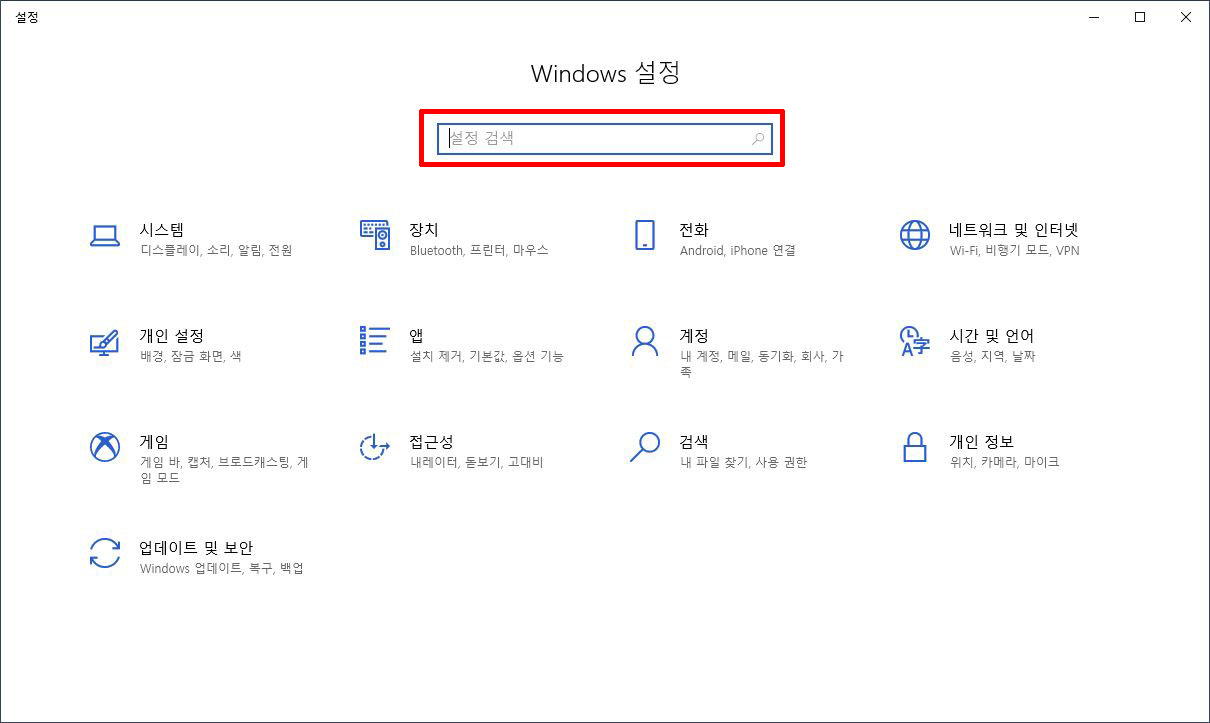 설정
Windows 설정
설정 검색
시스템
디스플레이, 소리, 알림, 전원
장치
Bluetooth, 프린터, 마우스
전화
Android, iPhone 연결
네트워크 및 인터넷
Wi-Fi, 비행기 모드, VPN
개인 설정
배경, 잠금 화면, 색
앱
설치 제거, 기본값, 옵션 기능
계정
내 계정, 메일, 동기화, 회사, 가
족
시간 및 언어
음성, 지역, 날짜
게임
게임 바, 캡처, 브로드캐스팅, 게
임 모드
접근성
내레이터, 돋보기, 고대비
검색
내 파일 찾기, 사용 권한
개인 정보
위치, 카메라, 마이크
업데이트 및 보안
Windows 업데이트, 복구, 백업